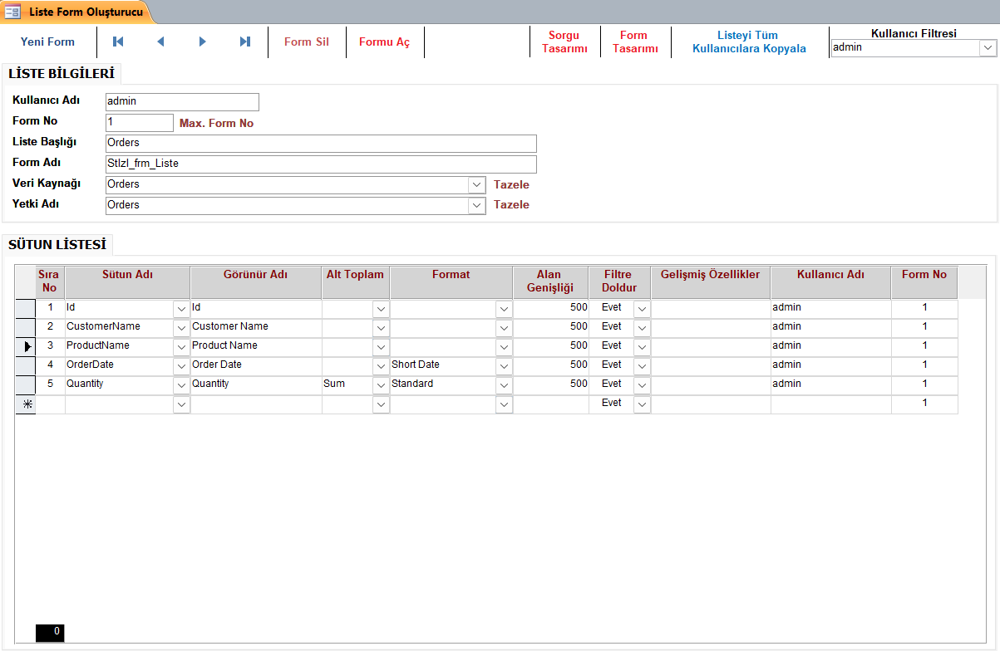 Liste Form Oluşturucu
Yeni Form
Form Sil
Formu Aç
Sorgu
Tasarımı
Form
Tasarımı
Listeyi Tüm
Kullanıcılara Kopyala
Kullanıcı Filtresi
admin
LİSTE BİLGİLERİ
Kullanıcı Adı admin
Form No 1 Max. Form No
Liste Başlığı Orders
Form Adı StIzl_frm_Liste
Veri Kaynağı Orders Tazele
Yetki Adı Orders Tazele
SÜTUN LİSTESİ
Sıra No Sütun Adı Görünür Adı Alt Toplam Format Alan Genişliği Filtre Doldur Gelişmiş Özellikler Kullanıcı Adı Form No
1 Id Id 500 Evet admin 1
2 CustomerName Customer Name 500 Evet admin 1
3 ProductName Product Name 500 Evet admin 1
4 OrderDate Order Date Short Date 500 Evet admin 1
5 Quantity Quantity Sum Standard 500 Evet admin 1
Evet 1
0